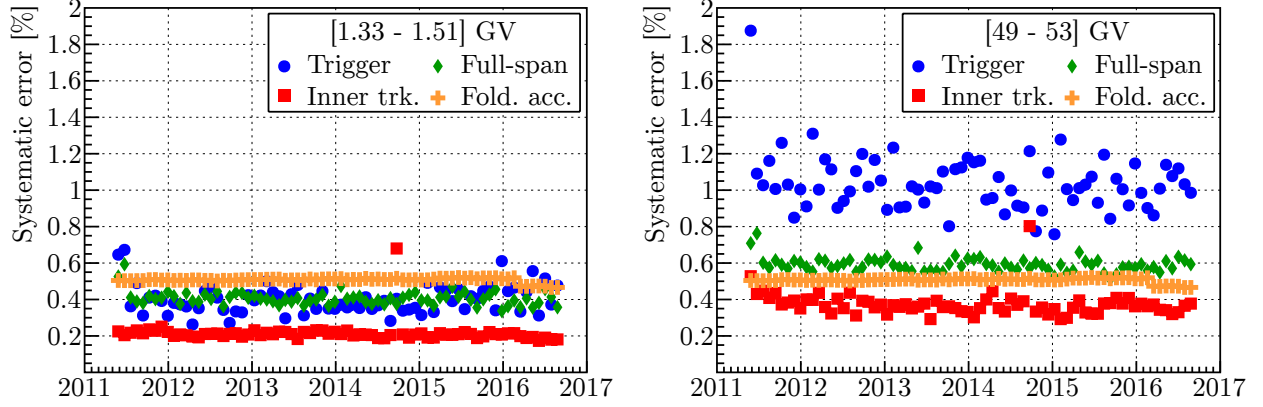 Systematic error [%]
2
1.8
1.6
1.4
1.2
1
0.8
0.6
0.4
0.2
[1.33 - 1.51] GV
Trigger Full-span
Inner trk. Fold. acc.
2011 2012 2013 2014 2015 2016 2017
Systematic error [%]
2
1.8
1.6
1.4
1.2
1
0.8
0.6
0.4
0.2
[49 - 53] GV
Trigger Full-span
Inner trk. Fold. acc.
2011 2012 2013 2014 2015 2016 2017